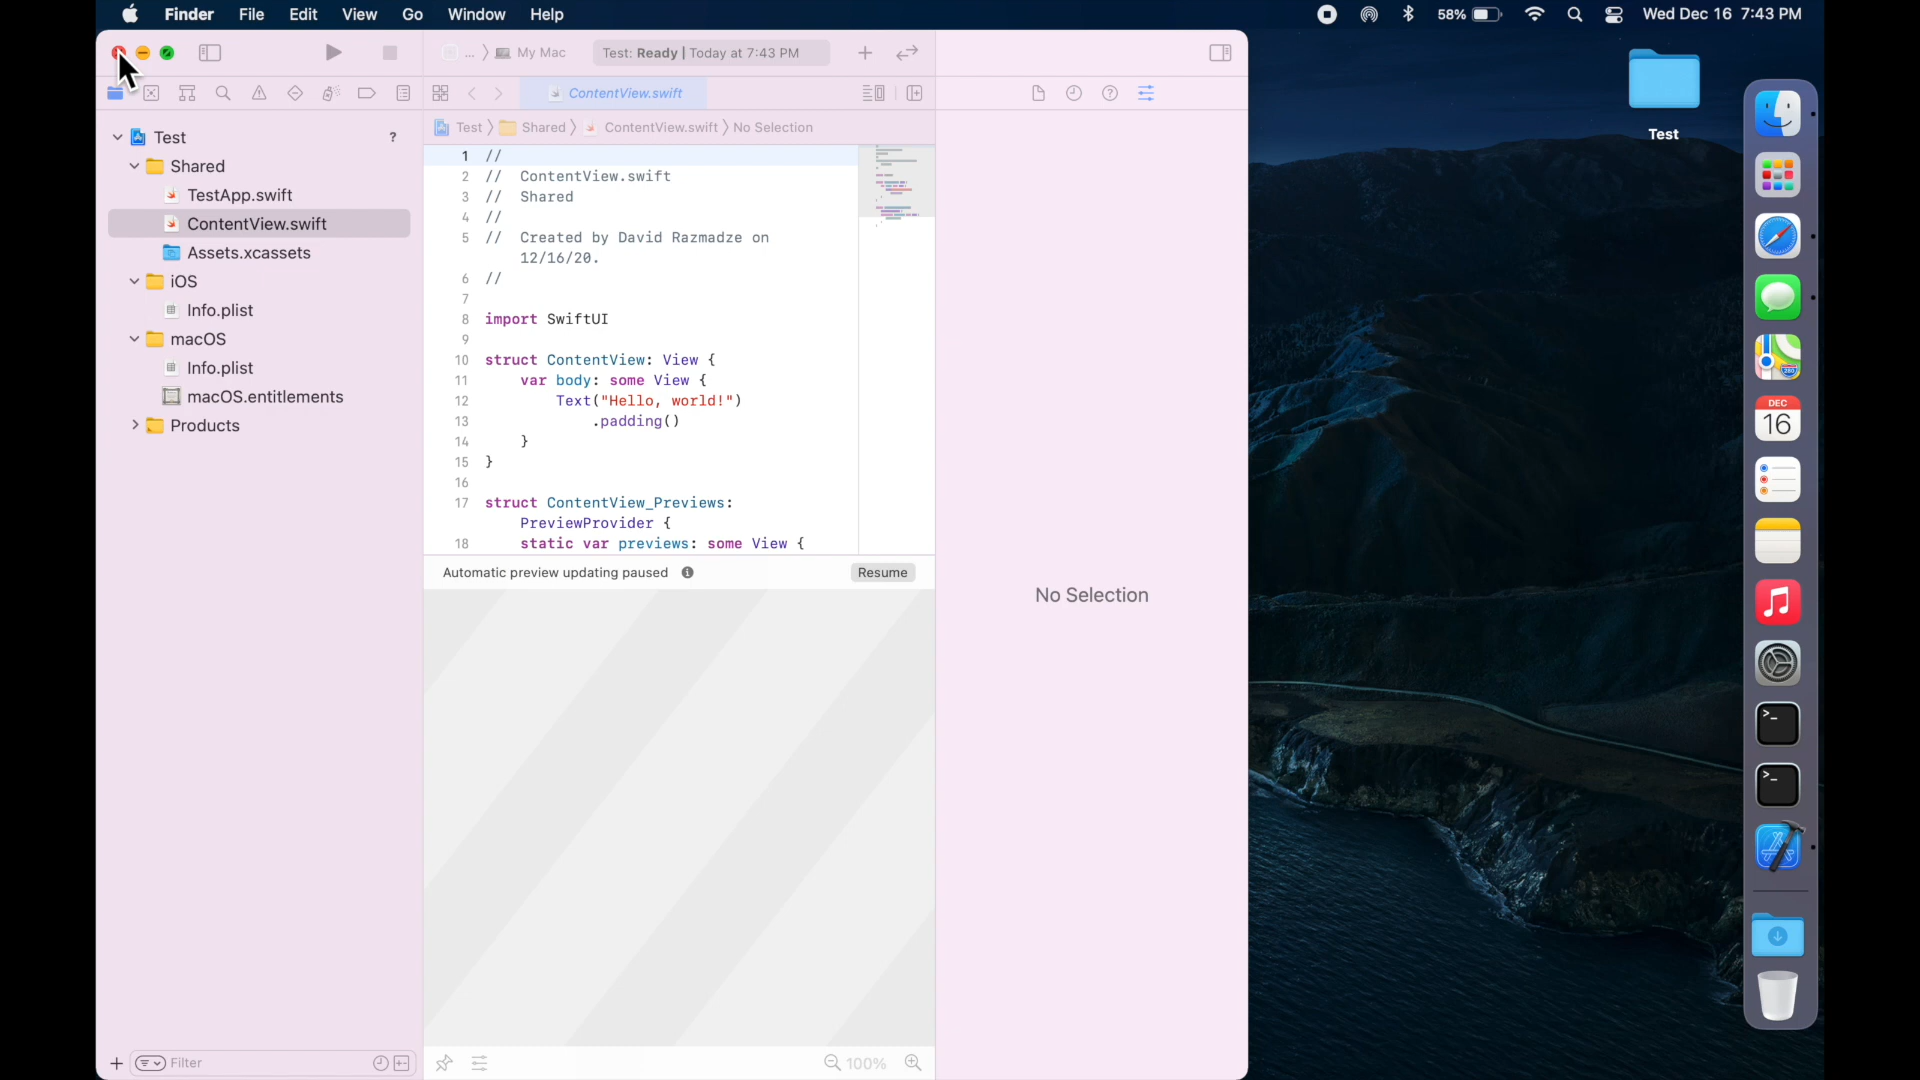 Finder File Edit View Go Window Help 58% Wed Dec 16 7:43 PM
... My Mac Test: Ready | Today at 7:43 PM
ContentView.swift
Test Shared ContentView.swift No Selection
Test ?
Shared
TestApp.swift
ContentView.swift
Assets.xcassets
iOS
Info.plist
macOS
Info.plist
macOS.entitlements
Products
1 //
2 // ContentView.swift
3 // Shared
4 //
5 // Created by David Razmadze on
12/16/20.
6 //
7
8 import SwiftUI
9
10 struct ContentView: View {
11 var body: some View {
12 Text("Hello, world!")
13 .padding()
14 }
15 }
16
17 struct ContentView_Previews:
PreviewProvider {
18 static var previews: some View {
Automatic preview updating paused Resume
No Selection
Filter
100%
Test
280
DEC
16
>_
>_